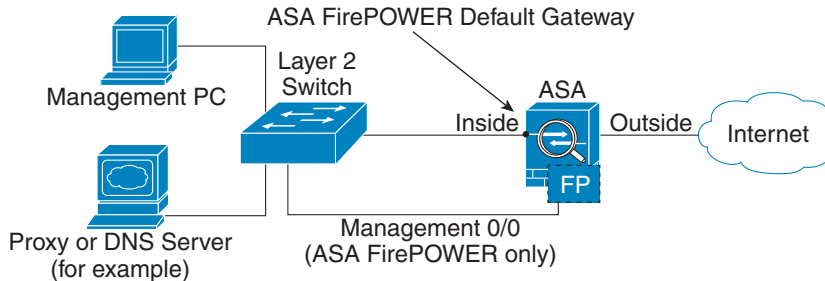 ASA FirePOWER Default Gateway
Layer 2
Switch
Management PC
ASA
Inside
Outside
Internet
FP
Management 0/0
(ASA FirePOWER only)
Proxy or DNS Server
(for example)